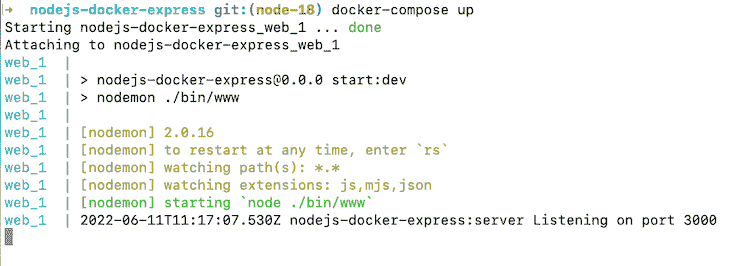 ➜  nodejs-docker-express git:(node-18) docker-compose up
Starting nodejs-docker-express_web_1 ... done
Attaching to nodejs-docker-express_web_1
web_1  |
web_1  | > nodejs-docker-express@0.0.0 start:dev
web_1  | > nodemon ./bin/www
web_1  |
web_1  | [nodemon] 2.0.16
web_1  | [nodemon] to restart at any time, enter `rs`
web_1  | [nodemon] watching path(s): *.*
web_1  | [nodemon] watching extensions: js,mjs,json
web_1  | [nodemon] starting `node ./bin/www`
web_1  | 2022-06-11T11:17:07.530Z nodejs-docker-express:server Listening on port 3000